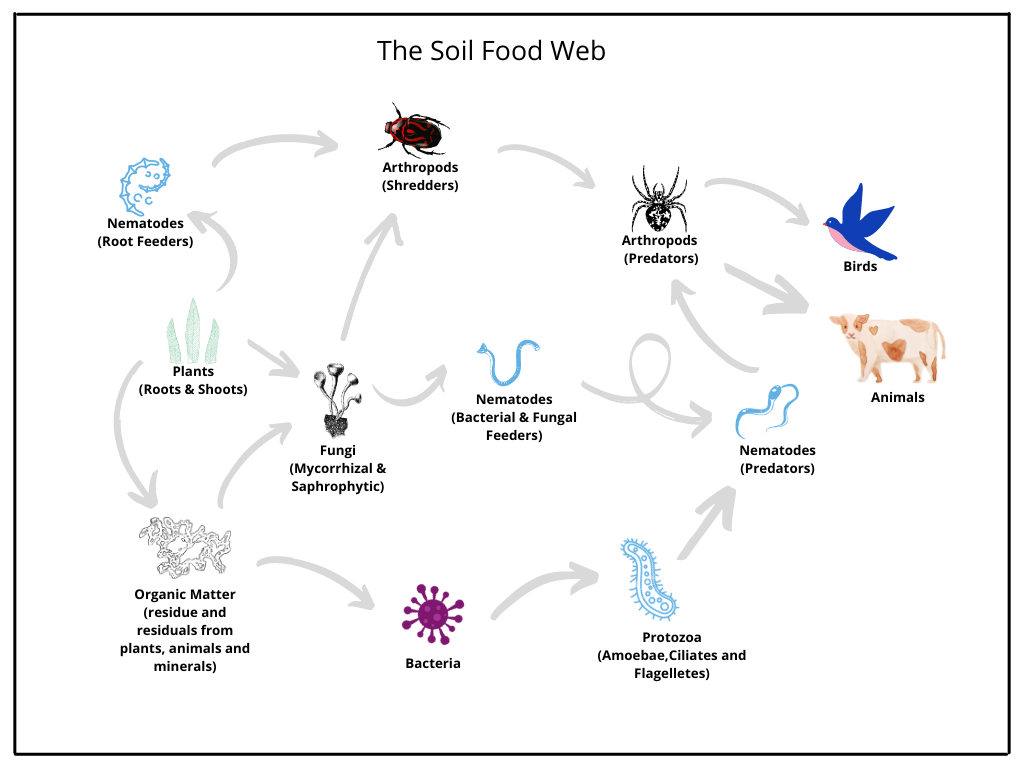 The Soil Food Web
Arthropods
(Shredders)
Nematodes
(Root Feeders)
Arthropods
(Predators)
Birds
Plants
(Roots & Shoots)
Nematodes
(Bacterial & Fungal
Feeders)
Animals
Fungi
(Mycorrhizal &
Saphrophytic)
Nematodes
(Predators)
Organic Matter
(residue and
residuals from
plants, animals and
minerals)
Bacteria
Protozoa
(Amoebae,Ciliates and
Flagelletes)